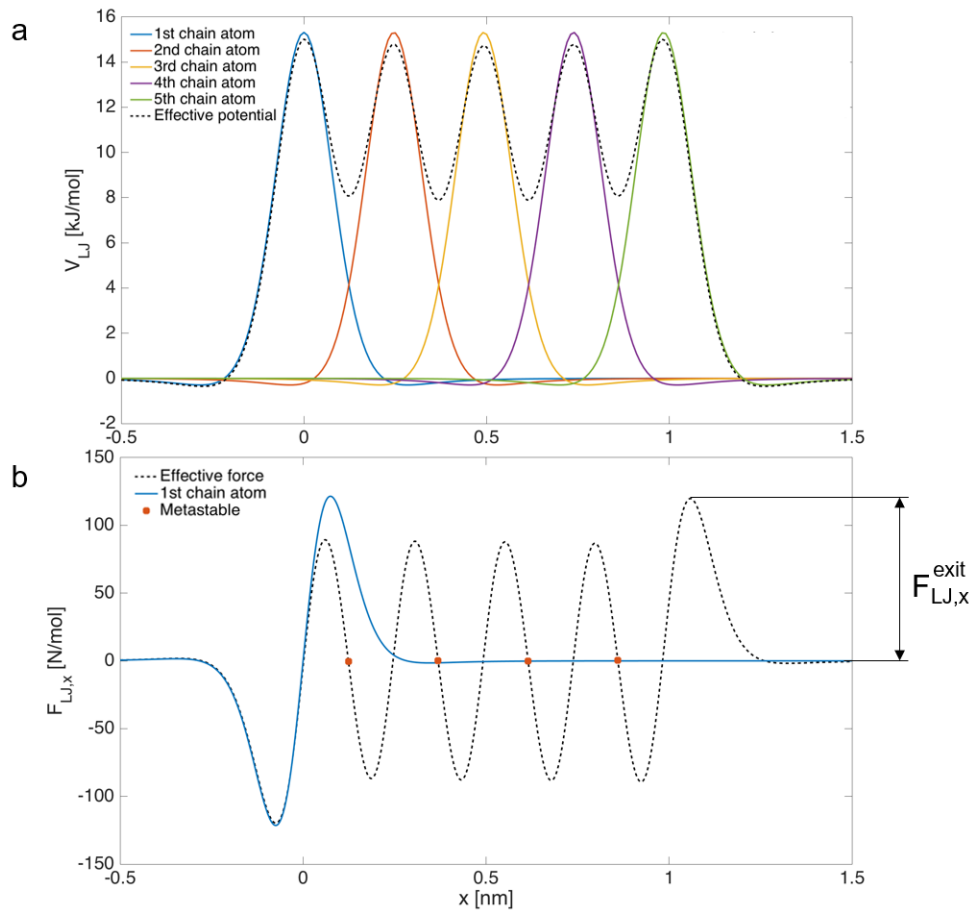 a
16
14
12
10
8
6
4
2
0
-2
V_LJ [kJ/mol]
1st chain atom
2nd chain atom
3rd chain atom
4th chain atom
5th chain atom
Effective potential
-0.5 0 0.5 1 1.5
b
150
100
50
0
-50
-100
-150
F_LJ,x [N/mol]
Effective force
1st chain atom
Metastable
F_LJ,x^exit
-0.5 0 0.5 1 1.5
x [nm]